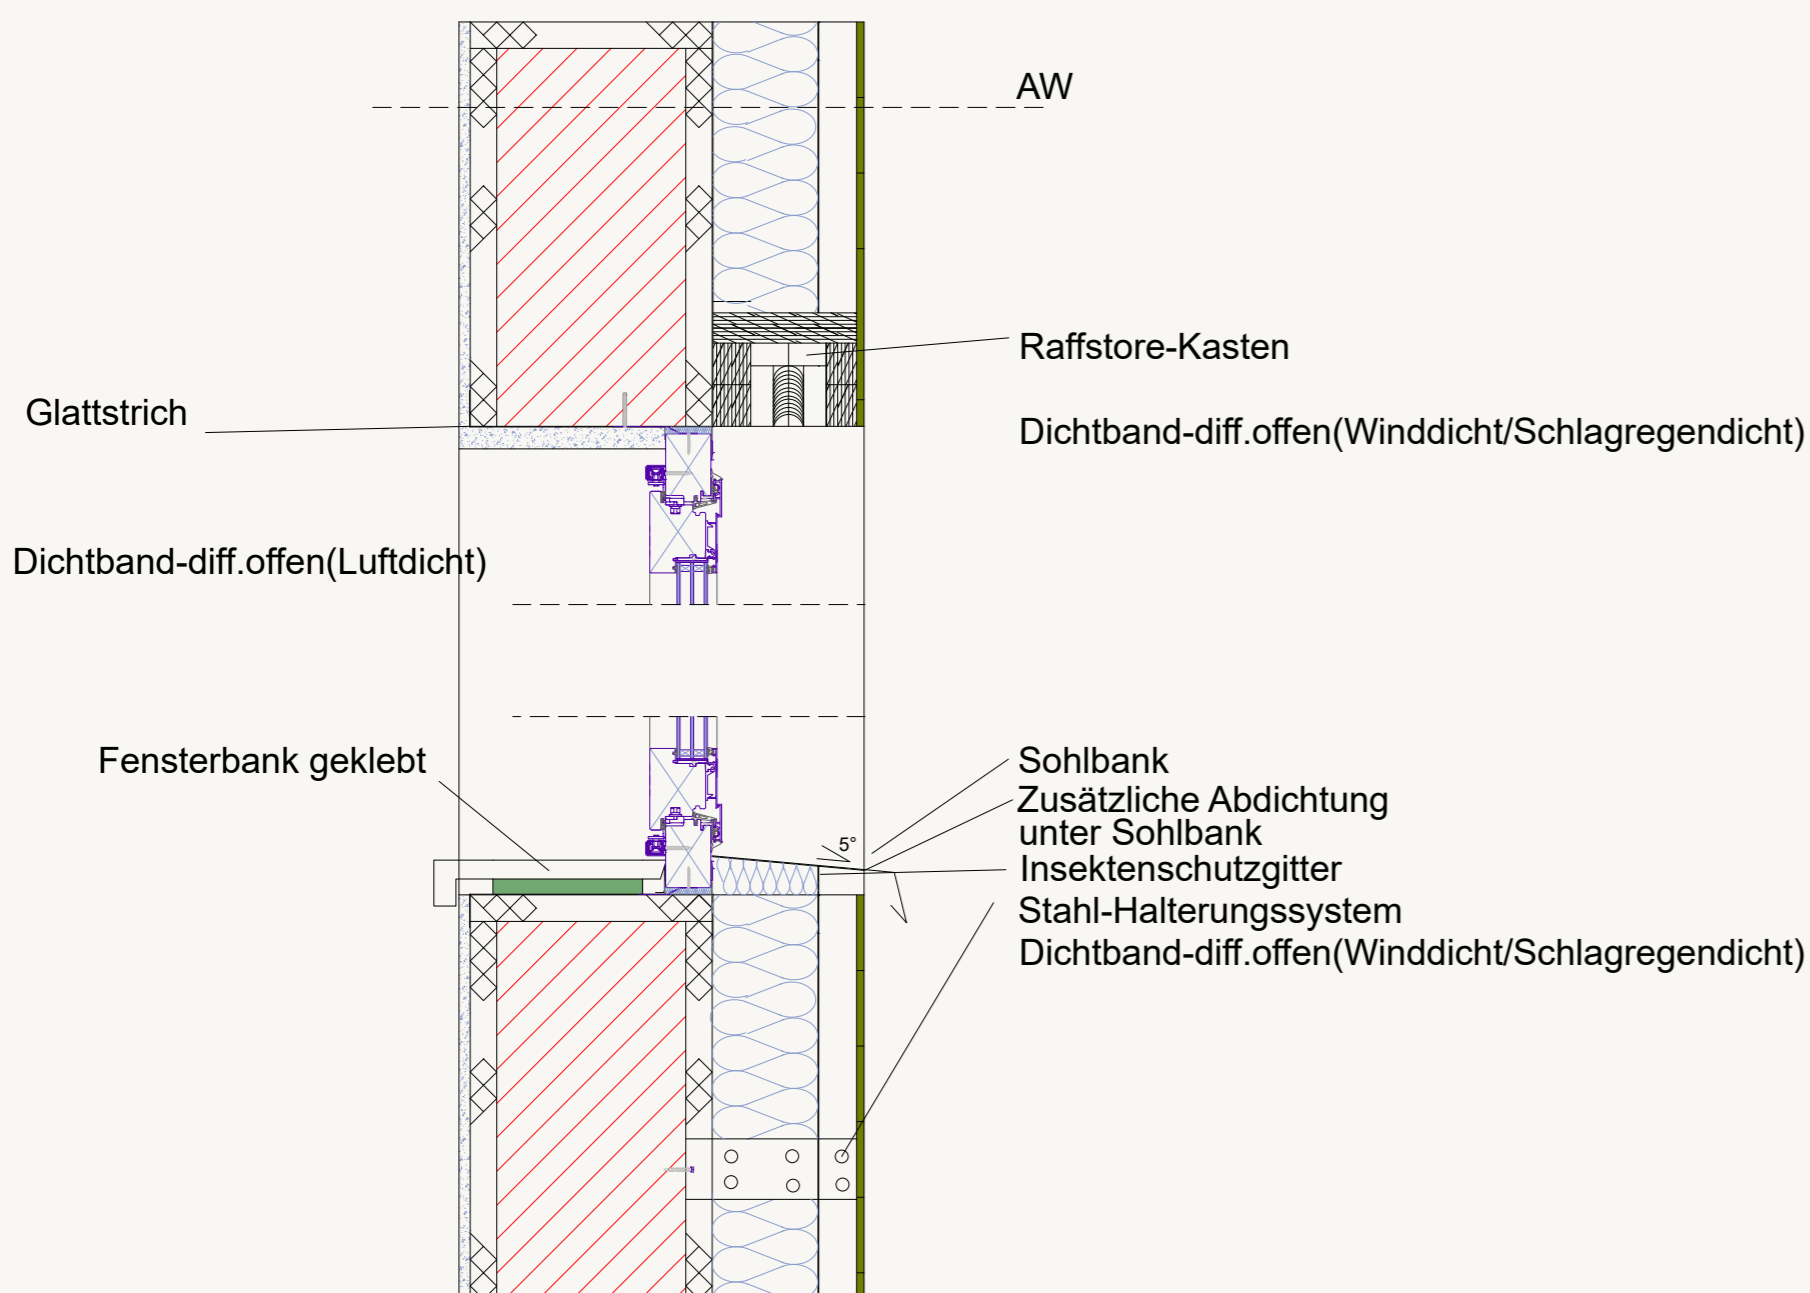 AW
Raffstore-Kasten
Glattstrich
Dichtband-diff.offen(Winddicht/Schlagregendicht)
Dichtband-diff.offen(Luftdicht)
Fensterbank geklebt
Sohlbank
Zusätzliche Abdichtung
unter Sohlbank
5°
Insektenschutzgitter
Stahl-Halterungssystem
Dichtband-diff.offen(Winddicht/Schlagregendicht)